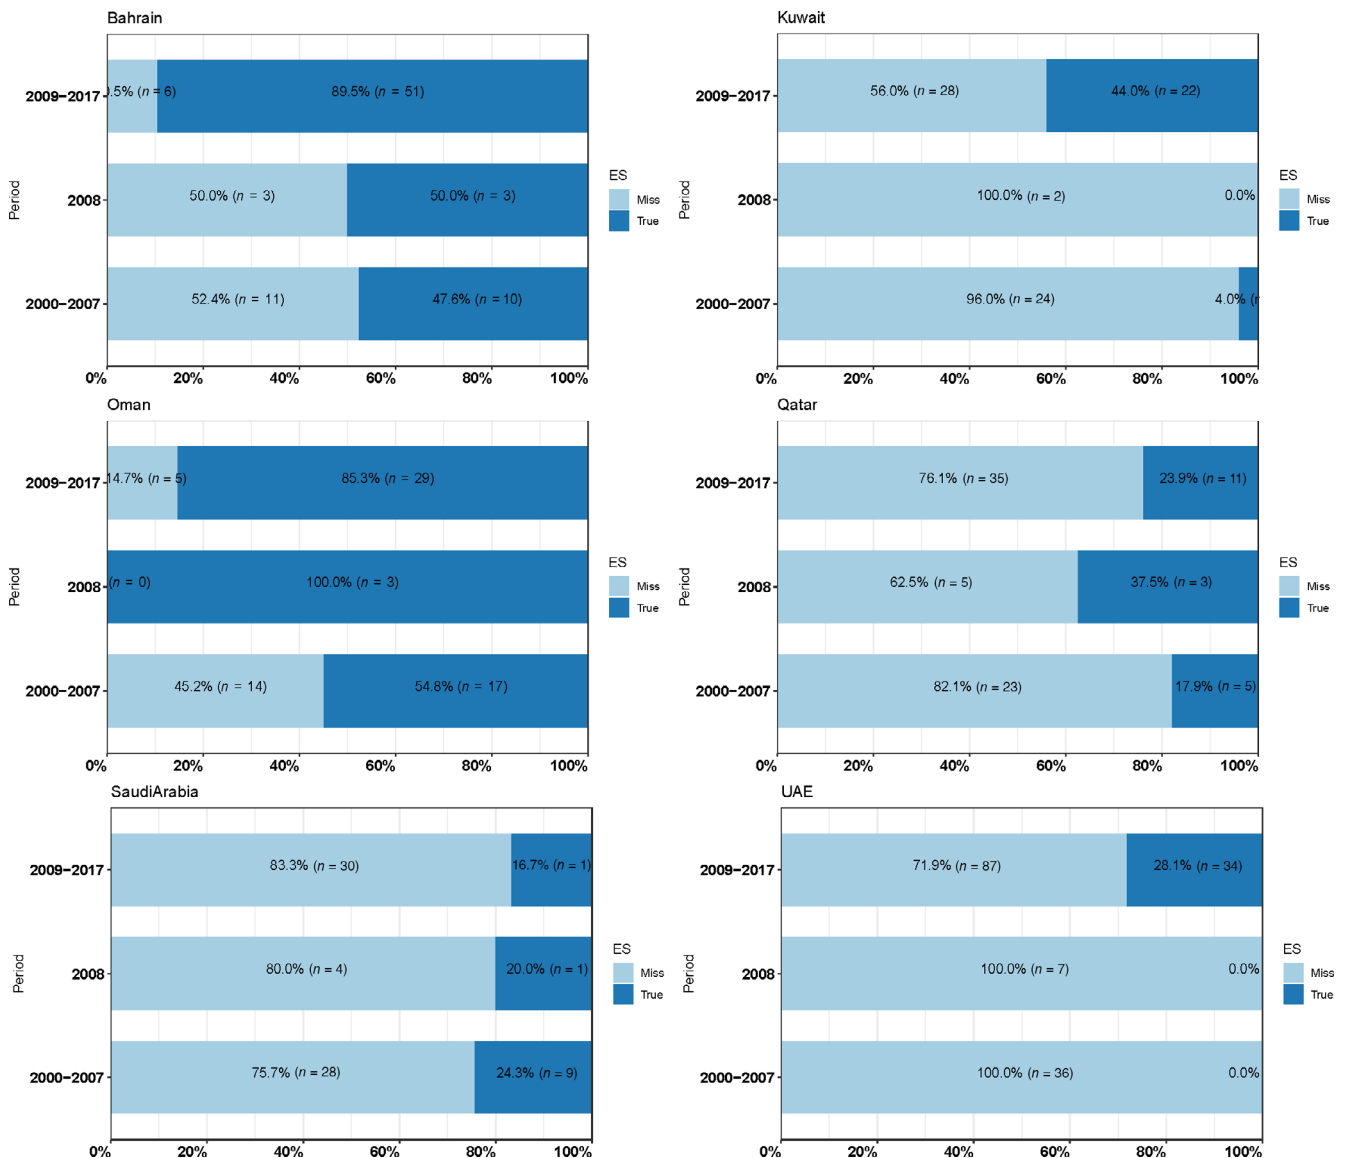 Bahrain
2009−2017
.5% (n = 6)
89.5% (n = 51)
2008
50.0% (n = 3)
50.0% (n = 3)
2000−2007
52.4% (n = 11)
47.6% (n = 10)
Period
0% 20% 40% 60% 80% 100%
ES
Miss
True
Kuwait
2009−2017
56.0% (n = 28)
44.0% (n = 22)
2008
100.0% (n = 2)
0.0%
2000−2007
96.0% (n = 24)
4.0% (
Period
0% 20% 40% 60% 80% 100%
ES
Miss
True
Oman
2009−2017
14.7% (n = 5)
85.3% (n = 29)
2008
(n = 0)
100.0% (n = 3)
2000−2007
45.2% (n = 14)
54.8% (n = 17)
Period
0% 20% 40% 60% 80% 100%
ES
Miss
True
Qatar
2009−2017
76.1% (n = 35)
23.9% (n = 11)
2008
62.5% (n = 5)
37.5% (n = 3)
2000−2007
82.1% (n = 23)
17.9% (n = 5)
Period
0% 20% 40% 60% 80% 100%
ES
Miss
True
SaudiArabia
2009−2017
83.3% (n = 30)
16.7% (n = 1)
2008
80.0% (n = 4)
20.0% (n = 1)
2000−2007
75.7% (n = 28)
24.3% (n = 9)
Period
0% 20% 40% 60% 80% 100%
ES
Miss
True
UAE
2009−2017
71.9% (n = 87)
28.1% (n = 34)
2008
100.0% (n = 7)
0.0%
2000−2007
100.0% (n = 36)
0.0%
Period
0% 20% 40% 60% 80% 100%
ES
Miss
True